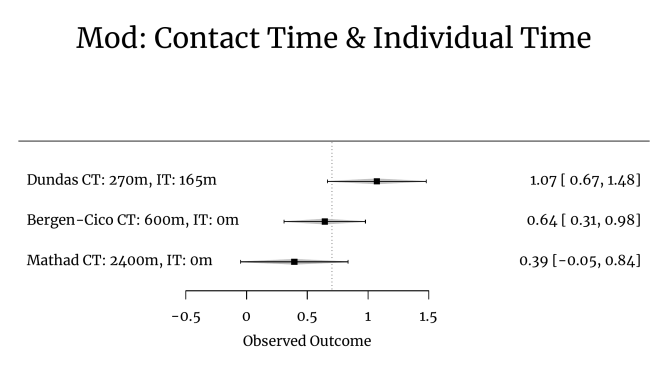 Mod: Contact Time & Individual Time
Dundas CT: 270m, IT: 165m 1.07 [ 0.67, 1.48]
Bergen-Cico CT: 600m, IT: 0m 0.64 [ 0.31, 0.98]
Mathad CT: 2400m, IT: 0m 0.39 [-0.05, 0.84]
-0.5 0 0.5 1 1.5
Observed Outcome